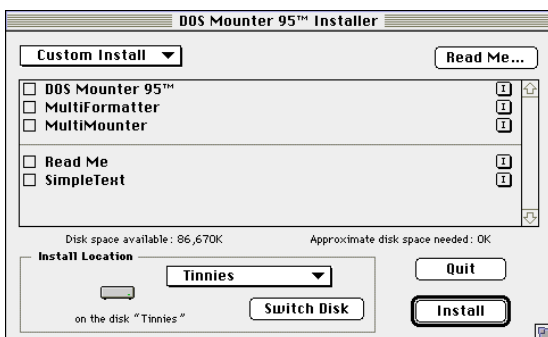 DOS Mounter 95™ Installer
Custom Install
Read Me...
DOS Mounter 95™
I
MultiFormatter
I
MultiMounter
I
Read Me
I
SimpleText
I
Disk space available: 86,670K
Approximate disk space needed: 0K
Install Location
Tinnies
Quit
on the disk "Tinnies"
Switch Disk
Install